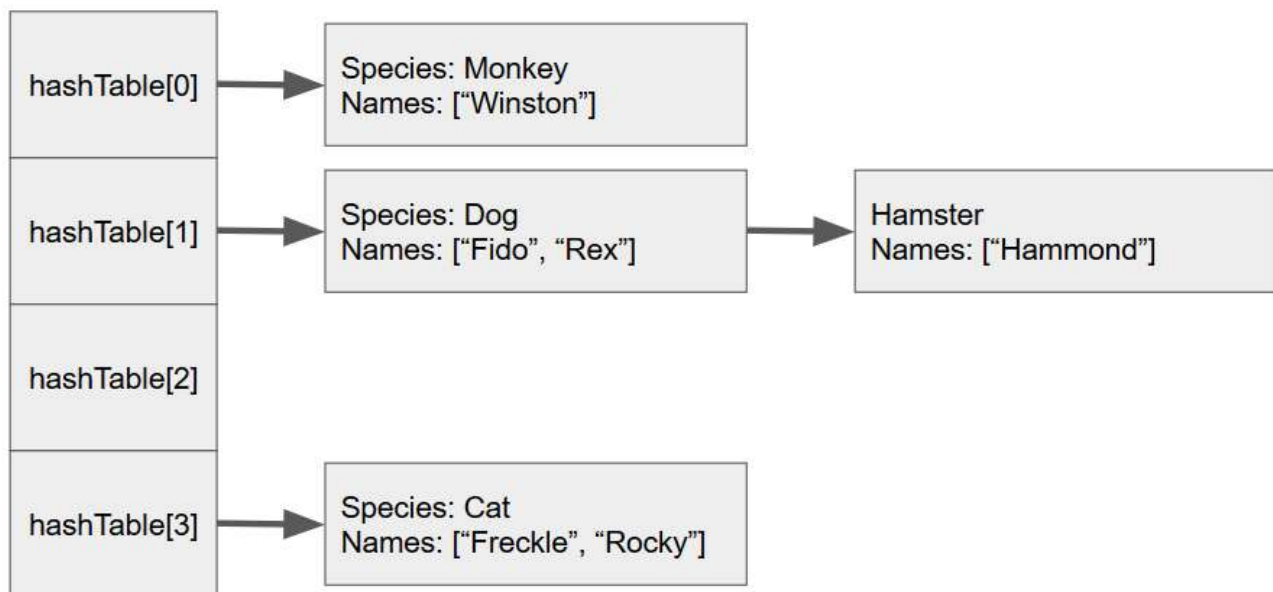 hashTable[0]
Species: Monkey
Names: [“Winston”]
hashTable[1]
Species: Dog
Names: [“Fido”, “Rex”]
Hamster
Names: [“Hammond”]
hashTable[2]
hashTable[3]
Species: Cat
Names: [“Freckle”, “Rocky”]